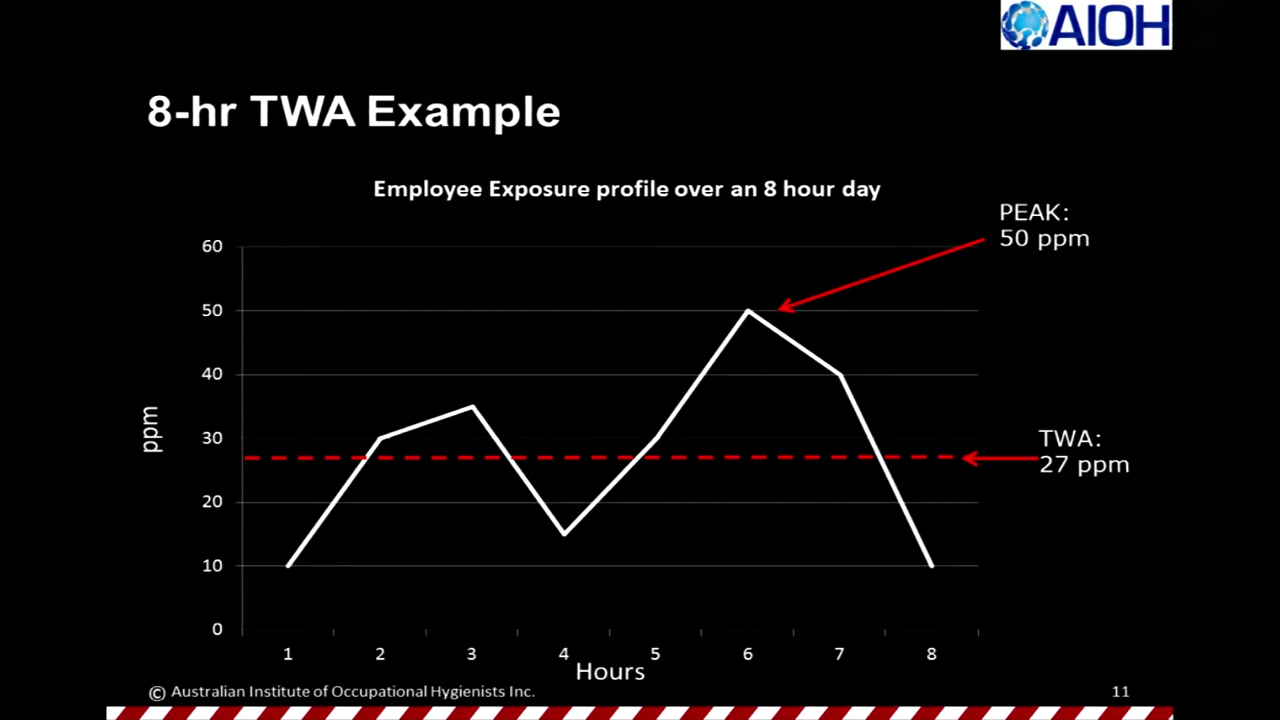 AIOH
8-hr TWA Example
Employee Exposure profile over an 8 hour day
PEAK:
50 ppm
60
50
40
30
20
10
0
ppm
TWA:
27 ppm
1 2 3 4 5 6 7 8
Hours
© Australian Institute of Occupational Hygienists Inc.
11